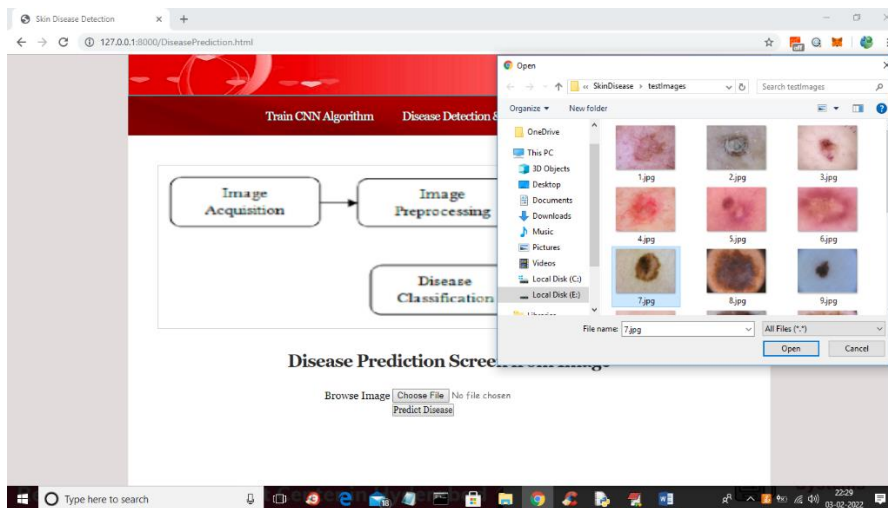 Skin Disease Detection
127.0.0.1:8000/DiseasePrediction.html
Train CNN Algorithm
Disease Detection &
Image
Acquisition
Image
Preprocessing
Disease
Classification
Disease Prediction Screen from Image
Browse Image Choose File No file chosen
Predict Disease
Open
« SkinDisease › testImages
Search testImages
Organize
New folder
OneDrive
This PC
3D Objects
Desktop
Documents
Downloads
Music
Pictures
Videos
Local Disk (C:)
Local Disk (E:)
1.jpg
2.jpg
3.jpg
4.jpg
5.jpg
6.jpg
7.jpg
8.jpg
9.jpg
File name: 7.jpg
All Files (*.*)
Open
Cancel
Type here to search
22:29
03-02-2022